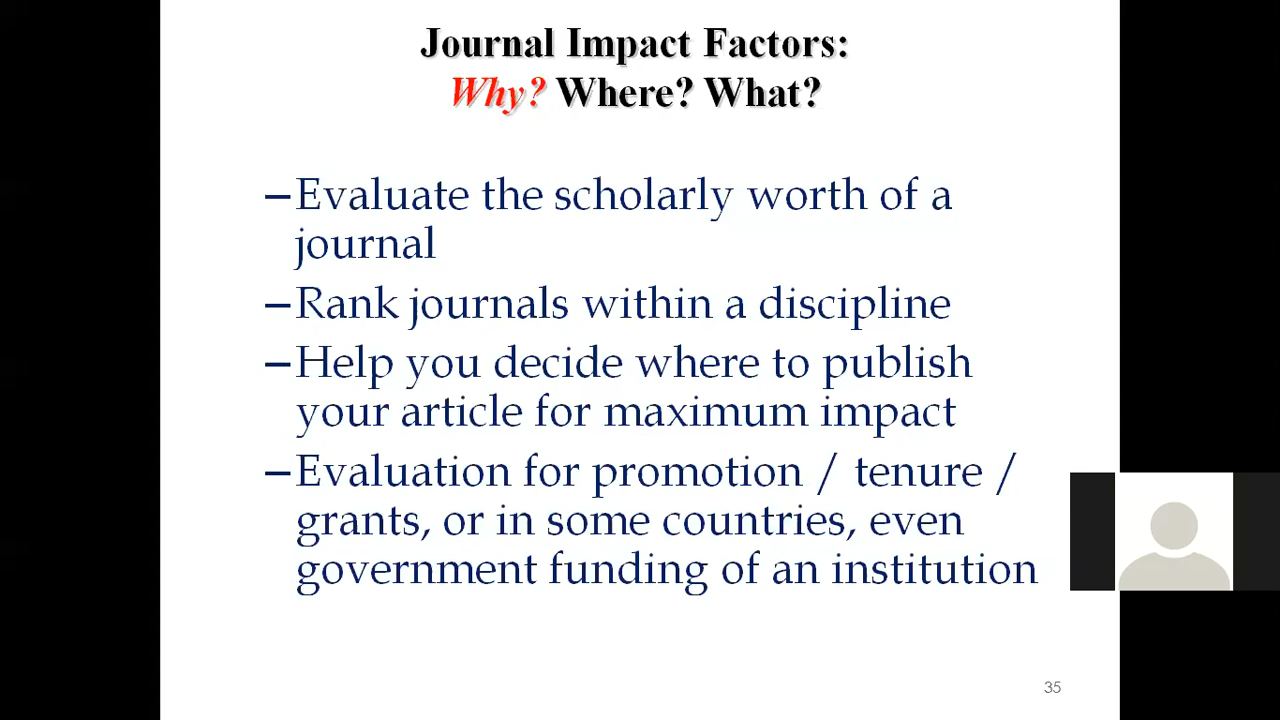 Journal Impact Factors:
Why? Where? What?
–Evaluate the scholarly worth of a
journal
–Rank journals within a discipline
–Help you decide where to publish
your article for maximum impact
–Evaluation for promotion / tenure /
grants, or in some countries, even
government funding of an institution
35